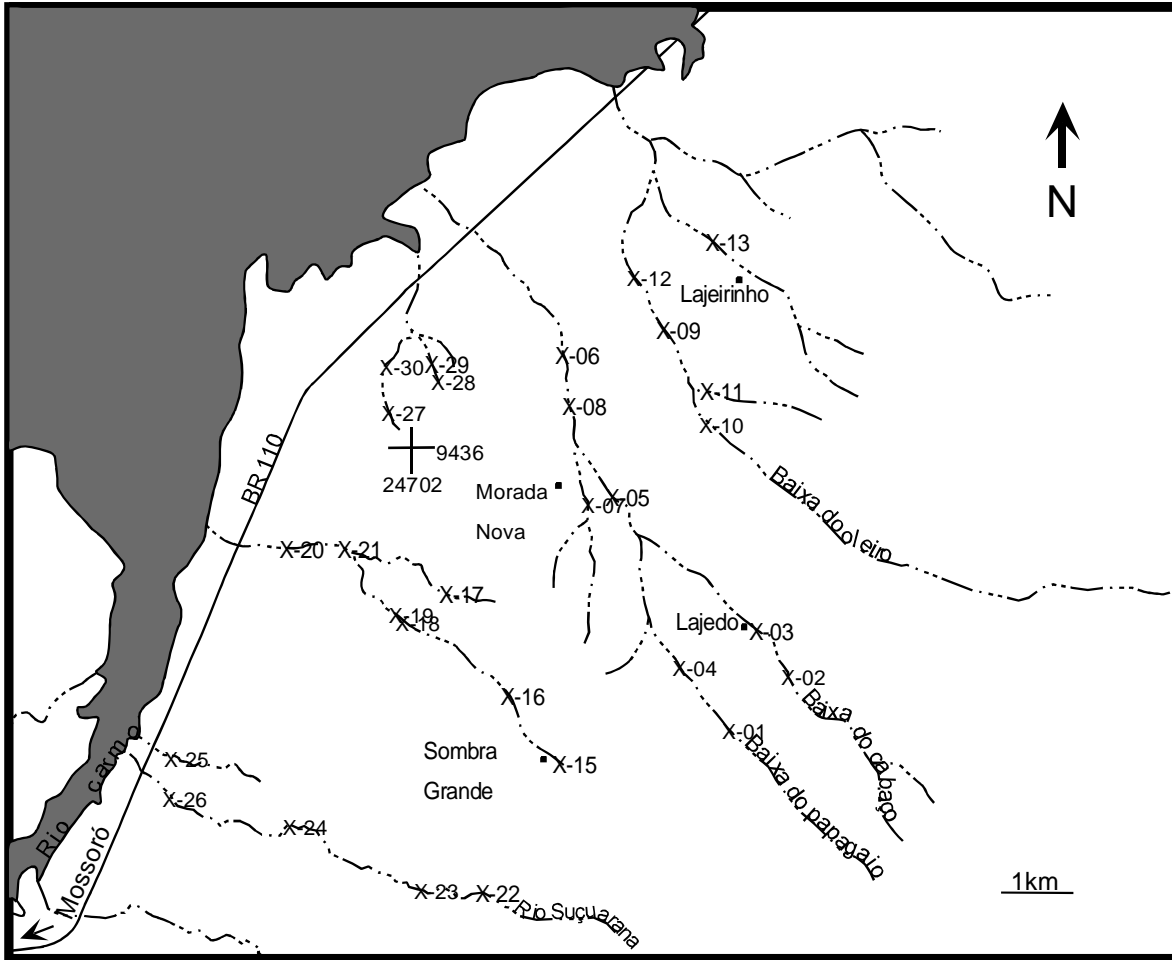 N
X-13
X-12
Lajeirinho
X-09
X-06
X-30
X-29
X-28
X-11
X-08
X-27
X-10
9436
24702
BR 110
Morada
Nova
X-05
X-07
Baixa do oleiro
X-20
X-21
X-17
X-19
X-18
Lajedo
X-03
X-04
X-02
X-16
Baixa do cabaço
X-01
Baixa do papagaio
Sombra
Grande
X-15
X-25
Rio carmo
X-26
X-24
Mossoró
X-23
X-22
Rio Suçuarana
1km